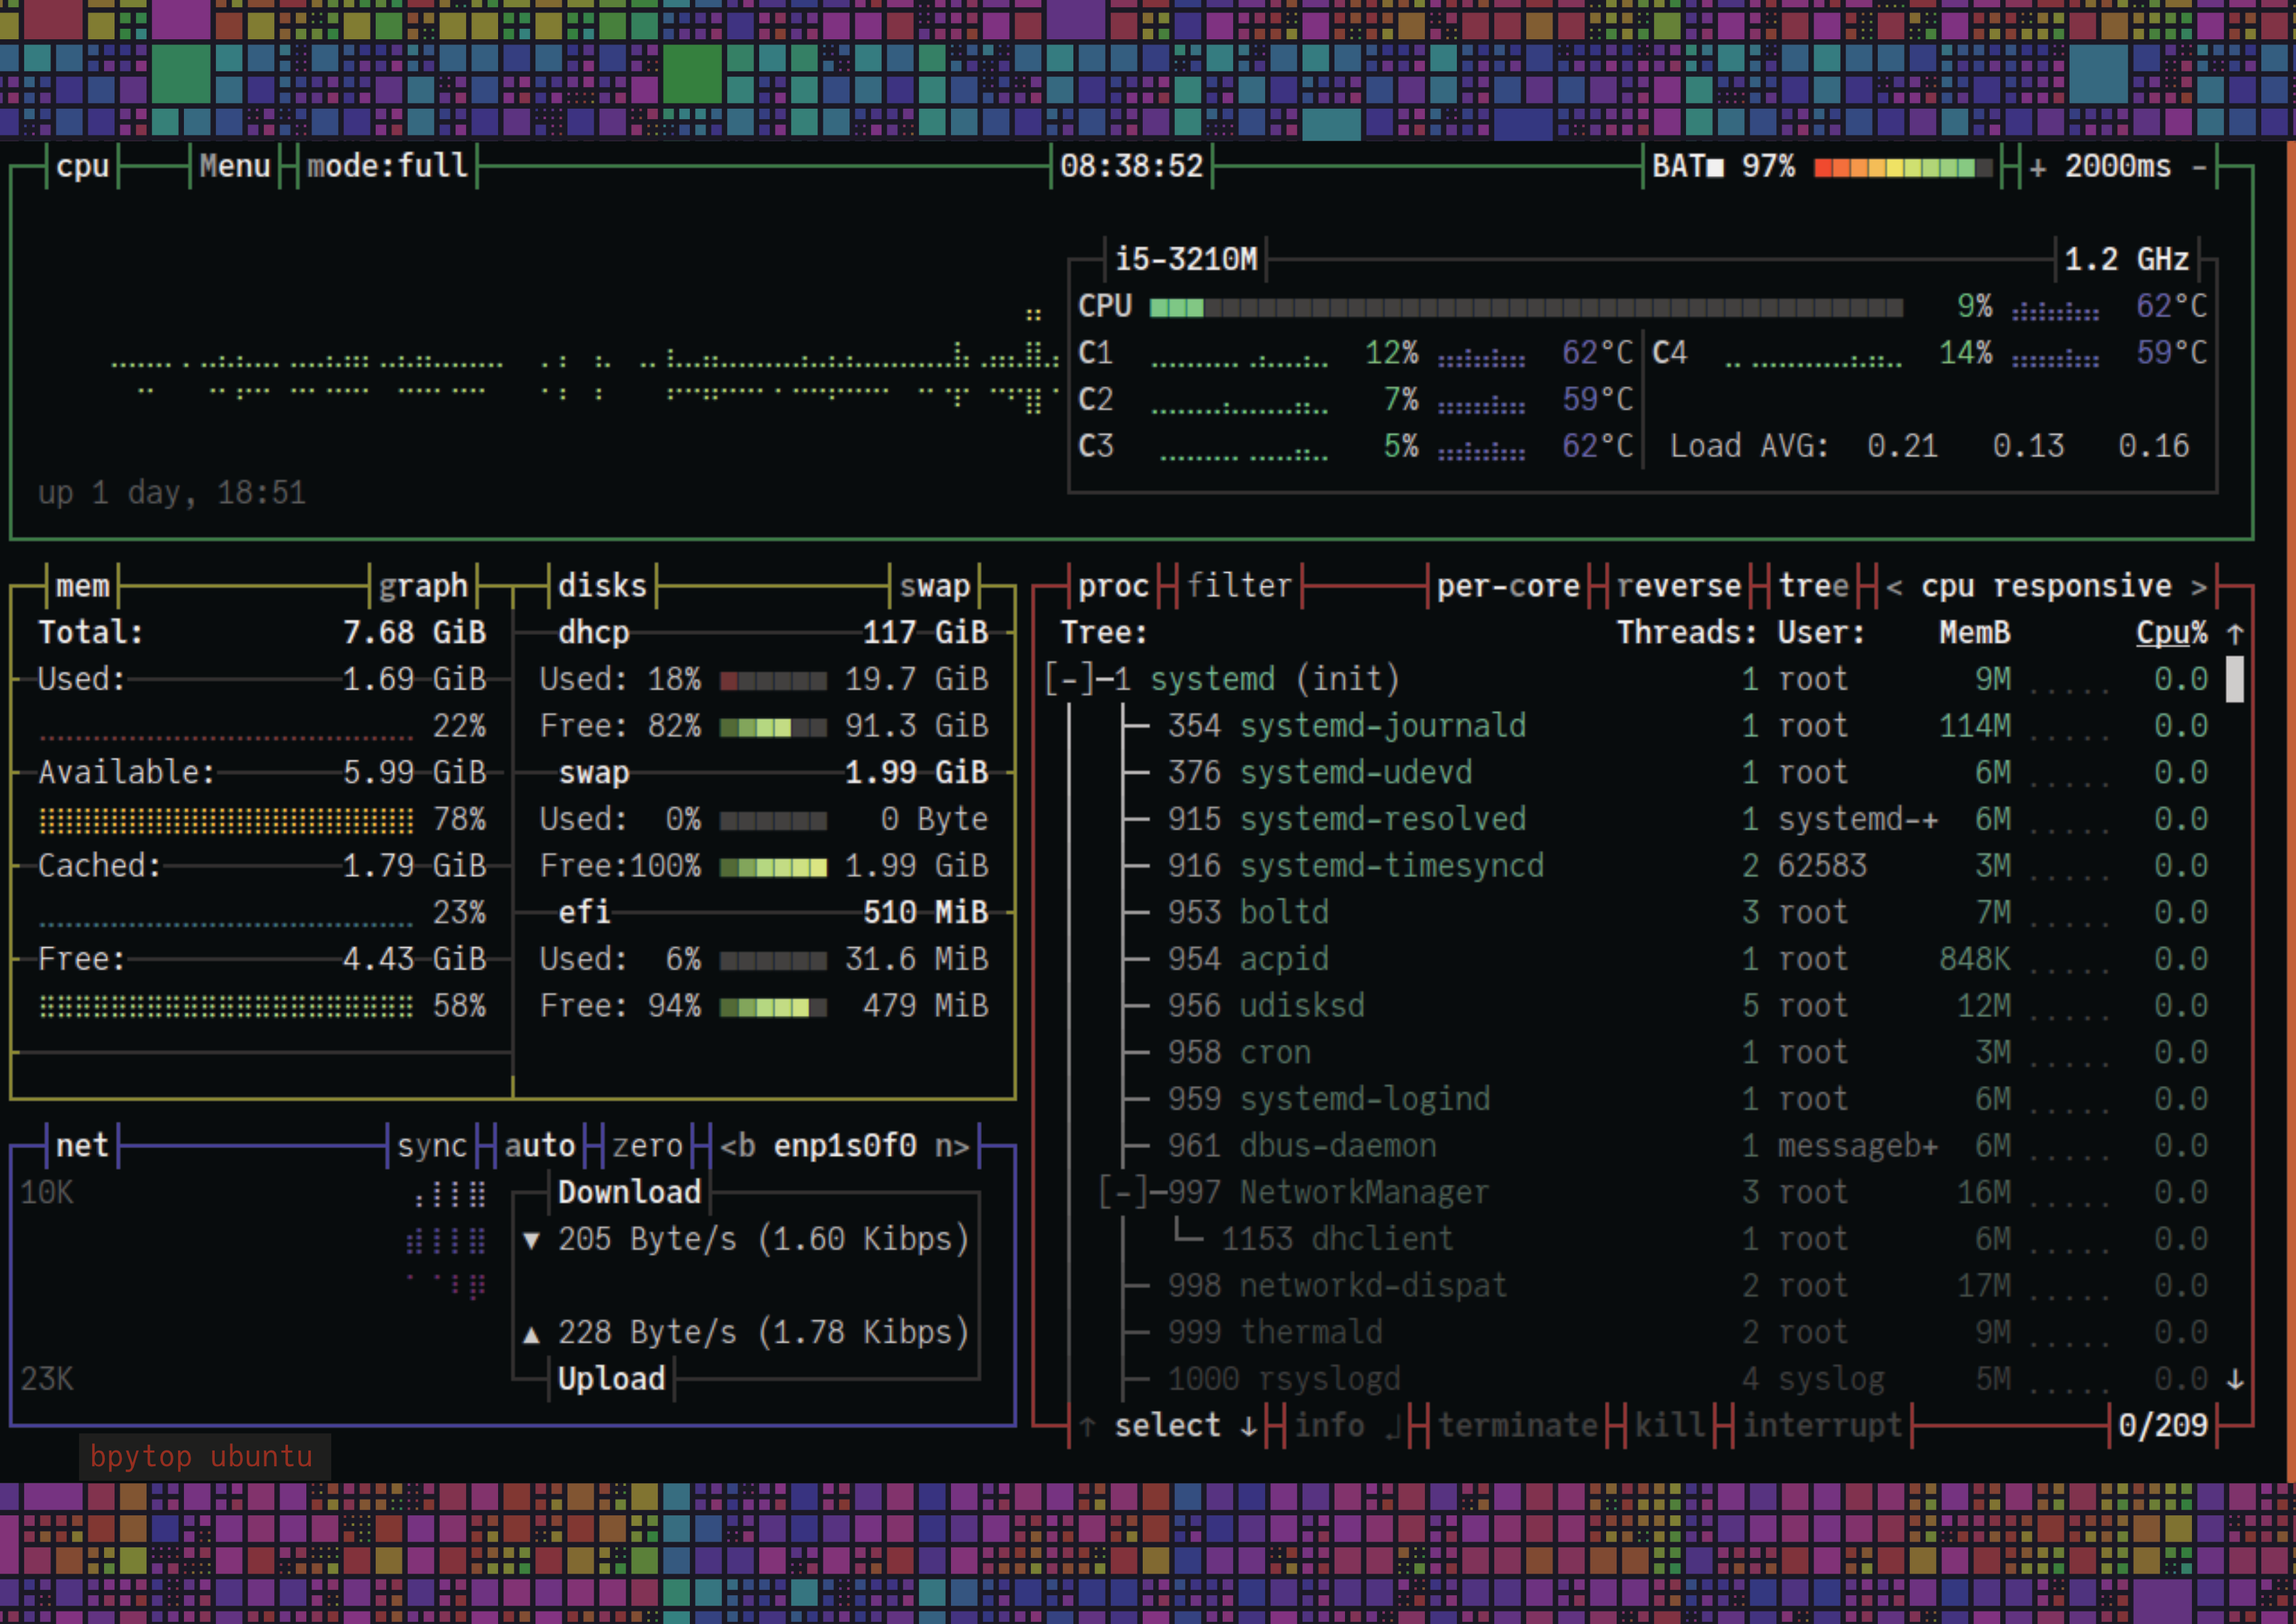 cpu Menu mode:full 08:38:52 BAT■ 97% + 2000ms -
i5-3210M 1.2 GHz
CPU 9% 62°C
C1 12% 62°C C4 14% 59°C
C2 7% 59°C
C3 5% 62°C Load AVG: 0.21 0.13 0.16
up 1 day, 18:51
mem graph disks swap
Total: 7.68 GiB dhcp 117 GiB
Used: 1.69 GiB Used: 18% 19.7 GiB
22% Free: 82% 91.3 GiB
Available: 5.99 GiB swap 1.99 GiB
78% Used: 0% 0 Byte
Cached: 1.79 GiB Free:100% 1.99 GiB
23% efi 510 MiB
Free: 4.43 GiB Used: 6% 31.6 MiB
58% Free: 94% 479 MiB
net sync auto zero <b enp1s0f0 n>
10K Download
▼ 205 Byte/s (1.60 Kibps)
▲ 228 Byte/s (1.78 Kibps)
23K Upload
proc filter per-core reverse tree < cpu responsive >
Tree: Threads: User: MemB Cpu% ↑
[-]─1 systemd (init) 1 root 9M 0.0
354 systemd-journald 1 root 114M 0.0
376 systemd-udevd 1 root 6M 0.0
915 systemd-resolved 1 systemd-+ 6M 0.0
916 systemd-timesyncd 2 62583 3M 0.0
953 boltd 3 root 7M 0.0
954 acpid 1 root 848K 0.0
956 udisksd 5 root 12M 0.0
958 cron 1 root 3M 0.0
959 systemd-logind 1 root 6M 0.0
961 dbus-daemon 1 messageb+ 6M 0.0
[-]─997 NetworkManager 3 root 16M 0.0
1153 dhclient 1 root 6M 0.0
998 networkd-dispat 2 root 17M 0.0
999 thermald 2 root 9M 0.0
1000 rsyslogd 4 syslog 5M 0.0 ↓
↑ select ↓ info ↲ terminate kill interrupt 0/209
bpytop ubuntu